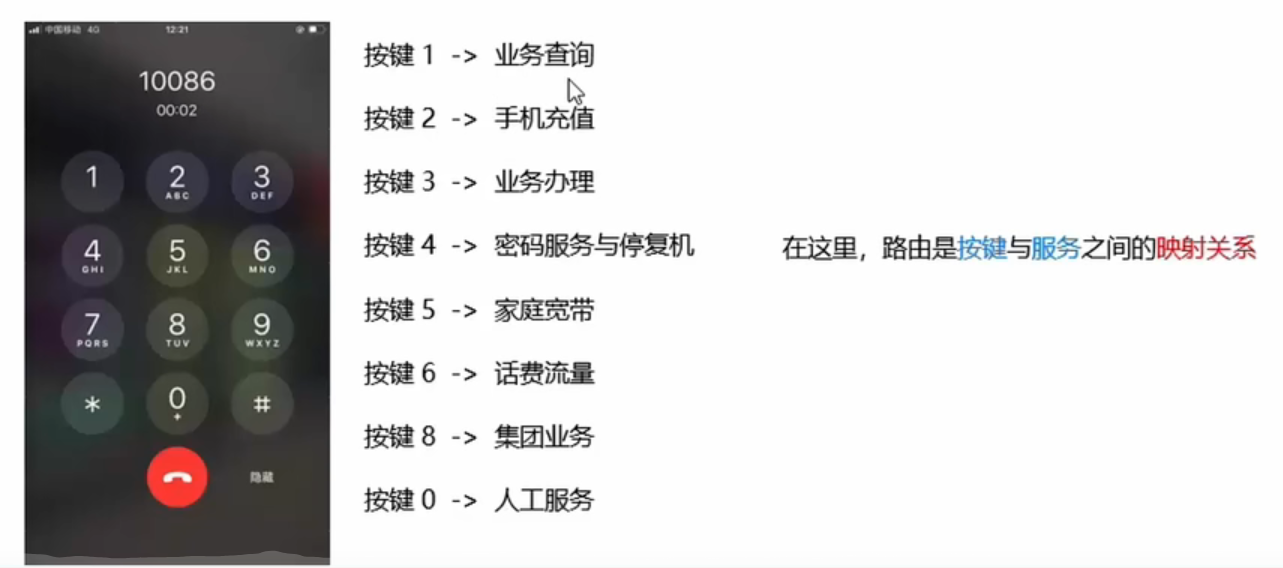 中国移动 4G 12:21
10086
00:02
1
2
ABC
3
DEF
4
GHI
5
JKL
6
MNO
7
PQRS
8
TUV
9
WXYZ
*
0
+
#
隐藏
按键 1 -> 业务查询
按键 2 -> 手机充值
按键 3 -> 业务办理
按键 4 -> 密码服务与停复机
按键 5 -> 家庭宽带
按键 6 -> 话费流量
按键 8 -> 集团业务
按键 0 -> 人工服务
在这里，路由是按键与服务之间的映射关系